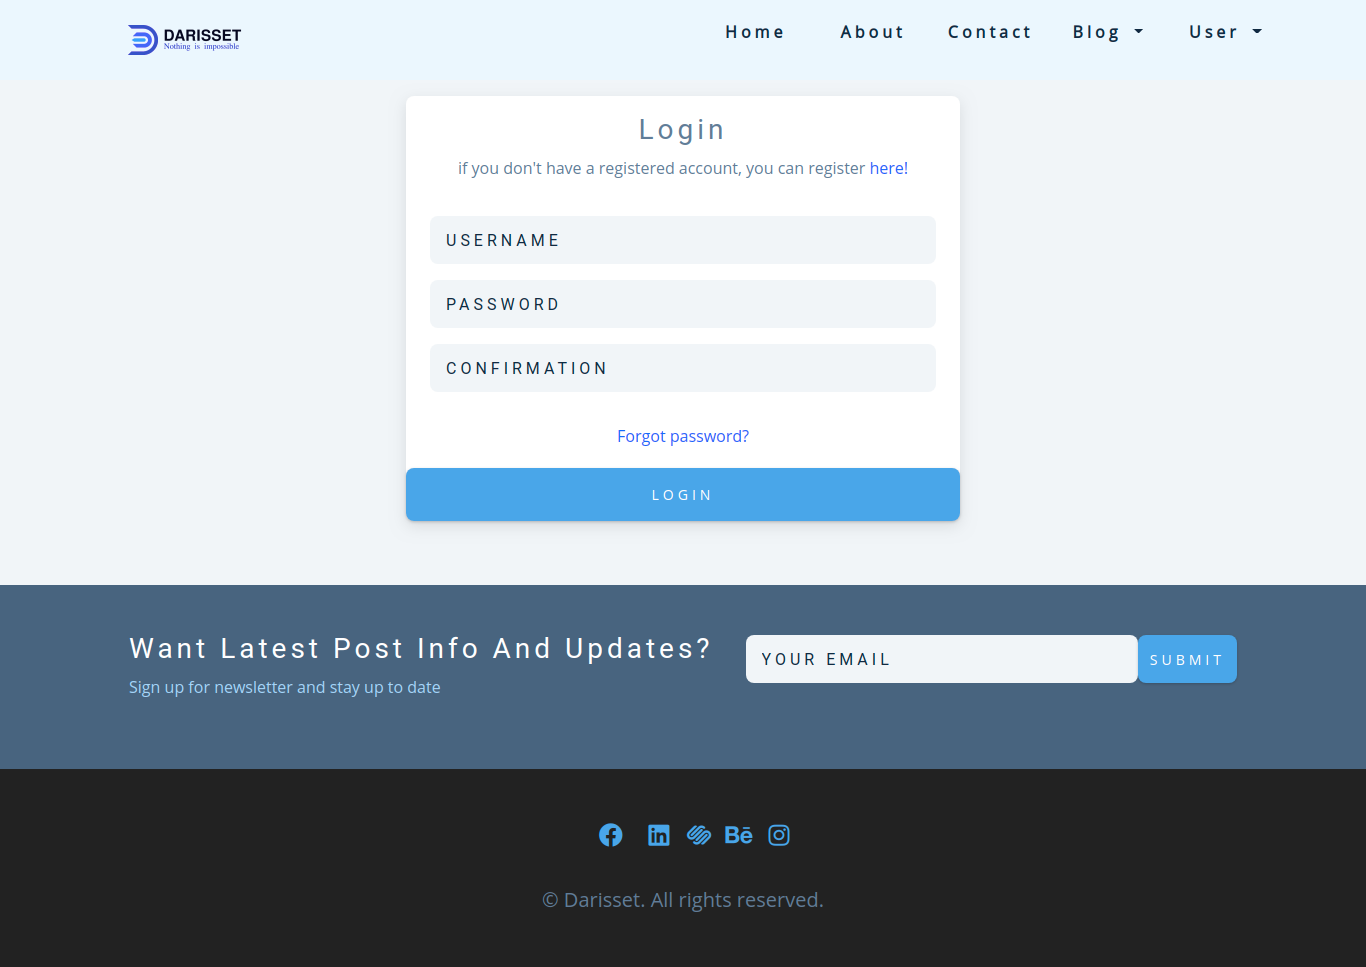 DARISSET
Nothing is impossible
Home About Contact Blog User
Login
if you don't have a registered account, you can register here!
USERNAME
PASSWORD
CONFIRMATION
Forgot password?
LOGIN
Want Latest Post Info And Updates?
Sign up for newsletter and stay up to date
YOUR EMAIL
SUBMIT
Bē
© Darisset. All rights reserved.